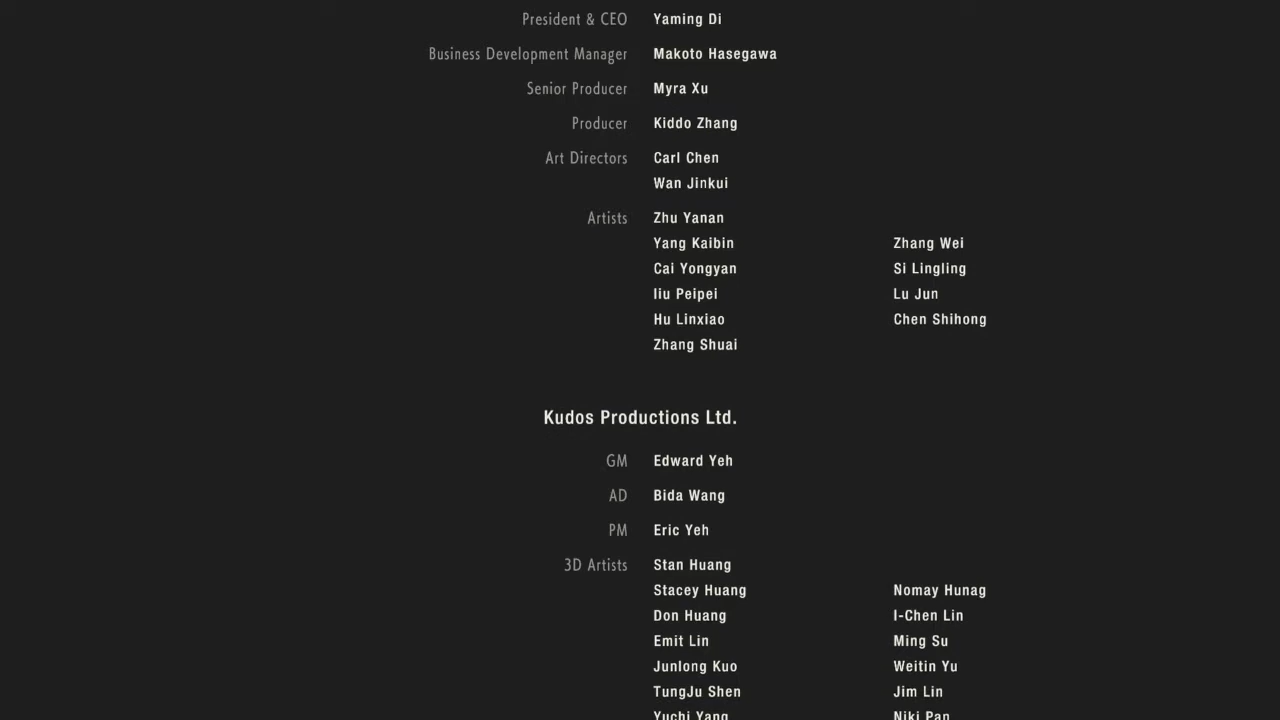 President & CEO Yaming Di
Business Development Manager Makoto Hasegawa
Senior Producer Myra Xu
Producer Kiddo Zhang
Art Directors Carl Chen
Wan Jinkui
Artists Zhu Yanan
Yang Kaibin Zhang Wei
Cai Yongyan Si Lingling
liu Peipei Lu Jun
Hu Linxiao Chen Shihong
Zhang Shuai
Kudos Productions Ltd.
GM Edward Yeh
AD Bida Wang
PM Eric Yeh
3D Artists Stan Huang
Stacey Huang Nomay Hunag
Don Huang I-Chen Lin
Emit Lin Ming Su
Junlong Kuo Weitin Yu
TungJu Shen Jim Lin
Yuchi Yang Niki Pan